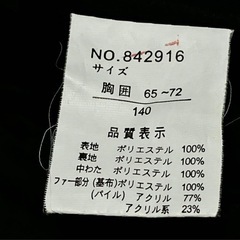 NO.842916
サイズ
胸囲 65~72
140
品質表示
表地 ポリエステル 100%
裏地 ポリエステル 100%
中わた ポリエステル 100%
ファー部分(基布)ポリエステル 100%
(パイル) アクリル 77%
アクリル系 23%